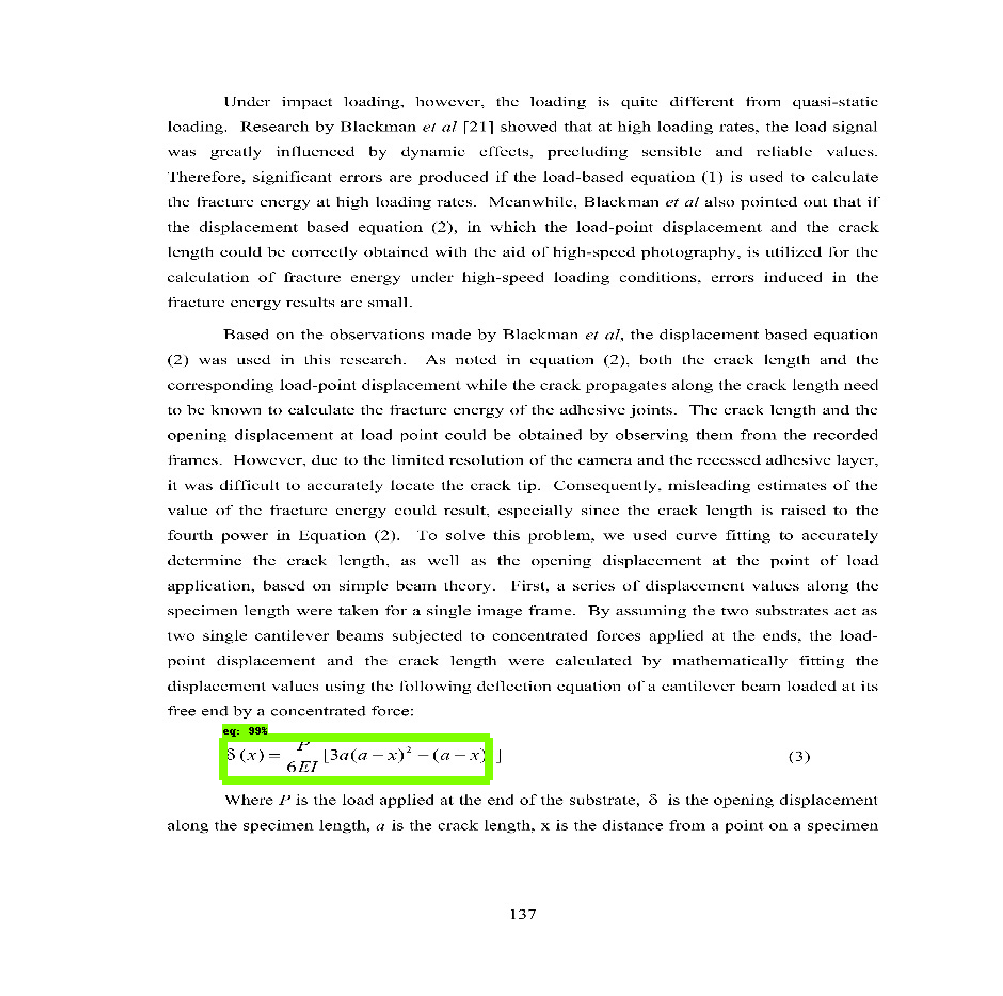 Under impact loading, however, the loading is quite different from quasi-static
loading. Research by Blackman et al [21] showed that at high loading rates, the load signal
was greatly influenced by dynamic effects, precluding sensible and reliable values.
Therefore, significant errors are produced if the load-based equation (1) is used to calculate
the fracture energy at high loading rates. Meanwhile, Blackman et al also pointed out that if
the displacement based equation (2), in which the load-point displacement and the crack
length could be correctly obtained with the aid of high-speed photography, is utilized for the
calculation of fracture energy under high-speed loading conditions, errors induced in the
fracture energy results are small.
Based on the observations made by Blackman et al, the displacement based equation
(2) was used in this research. As noted in equation (2), both the crack length and the
corresponding load-point displacement while the crack propagates along the crack length need
to be known to calculate the fracture energy of the adhesive joints. The crack length and the
opening displacement at load point could be obtained by observing them from the recorded
frames. However, due to the limited resolution of the camera and the recessed adhesive layer,
it was difficult to accurately locate the crack tip. Consequently, misleading estimates of the
value of the fracture energy could result, especially since the crack length is raised to the
fourth power in Equation (2). To solve this problem, we used curve fitting to accurately
determine the crack length, as well as the opening displacement at the point of load
application, based on simple beam theory. First, a series of displacement values along the
specimen length were taken for a single image frame. By assuming the two substrates act as
two single cantilever beams subjected to concentrated forces applied at the ends, the load-
point displacement and the crack length were calculated by mathematically fitting the
displacement values using the following deflection equation of a cantilever beam loaded at its
free end by a concentrated force:
eq: 99%
δ(x) = P/6EI [3a(a − x)² − (a − x) ] (3)
Where P is the load applied at the end of the substrate, δ is the opening displacement
along the specimen length, a is the crack length, x is the distance from a point on a specimen
137